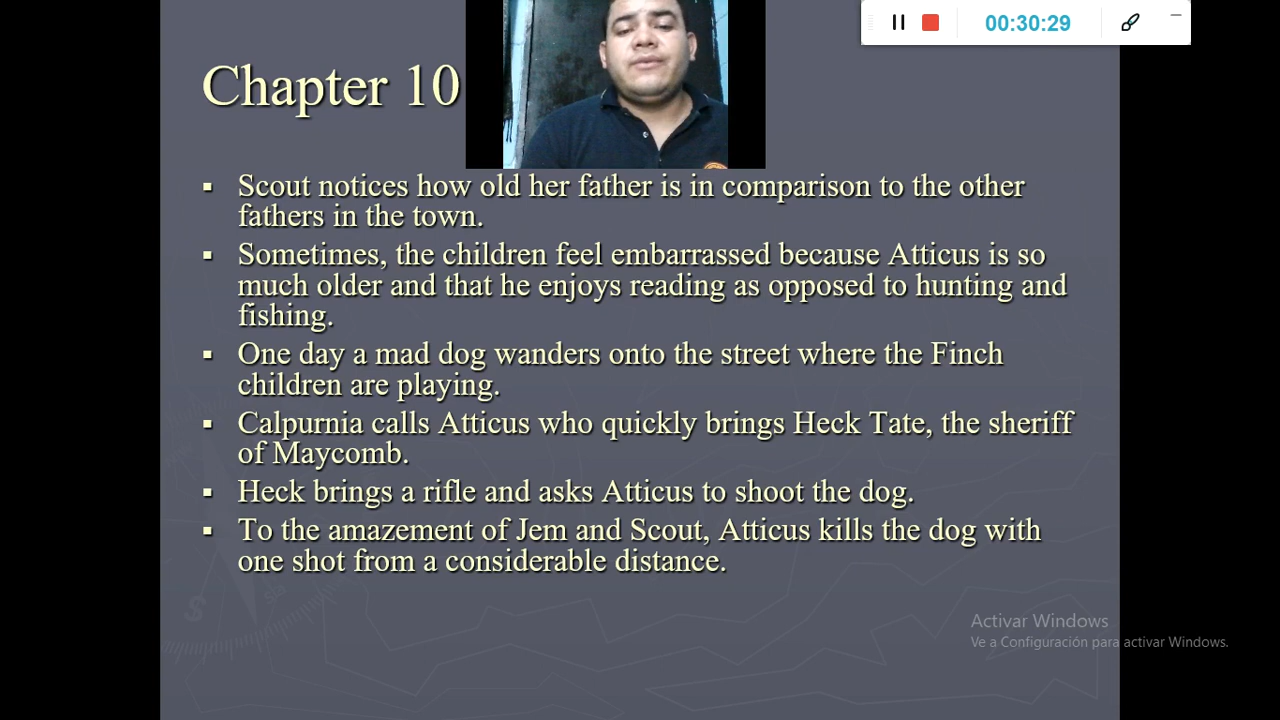 00:30:29
Chapter 10
▪ Scout notices how old her father is in comparison to the other
fathers in the town.
▪ Sometimes, the children feel embarrassed because Atticus is so
much older and that he enjoys reading as opposed to hunting and
fishing.
▪ One day a mad dog wanders onto the street where the Finch
children are playing.
▪ Calpurnia calls Atticus who quickly brings Heck Tate, the sheriff
of Maycomb.
▪ Heck brings a rifle and asks Atticus to shoot the dog.
▪ To the amazement of Jem and Scout, Atticus kills the dog with
one shot from a considerable distance.
Activar Windows
Ve a Configuración para activar Windows.